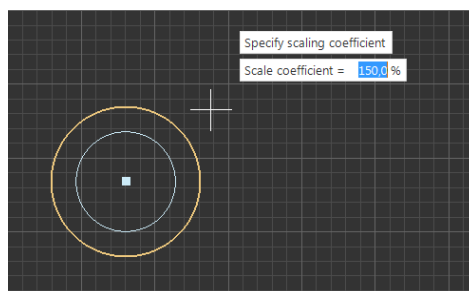 Specify scaling coefficient
Scale coefficient = 150,0 %